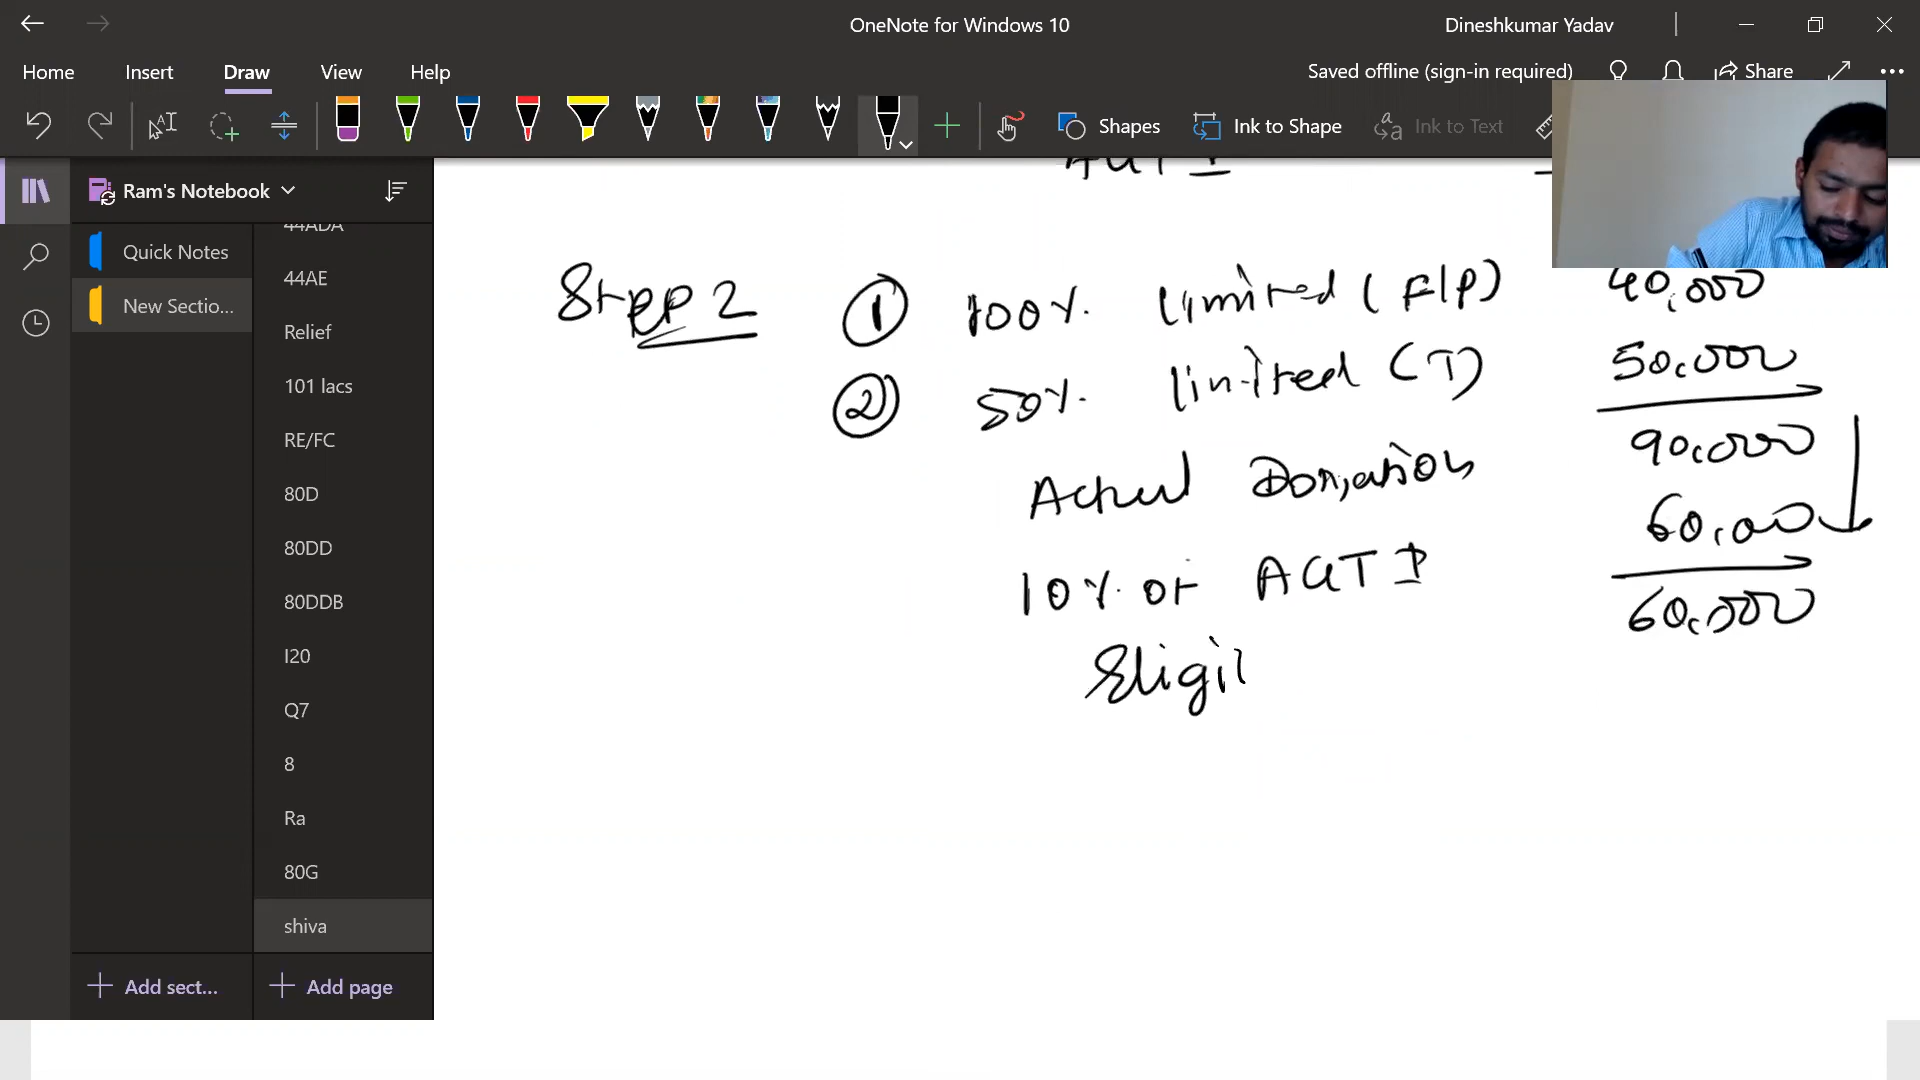 OneNote for Windows 10
Dineshkumar Yadav
Home Insert Draw View Help
Saved offline (sign-in required)
Share
Shapes
Ink to Shape
Ink to Text
Ram's Notebook
Quick Notes
New Sectio...
44ADA
44AE
Relief
101 lacs
RE/FC
80D
80DD
80DDB
I20
Q7
8
Ra
80G
shiva
Add sect...
Add page
AGTI
Step 2 ① 100% limited (F/P) 40,000
② 50% limited (T) 50,000
90,000
Actual Donation
60,000
10% of AGTI
60,000
Eligil